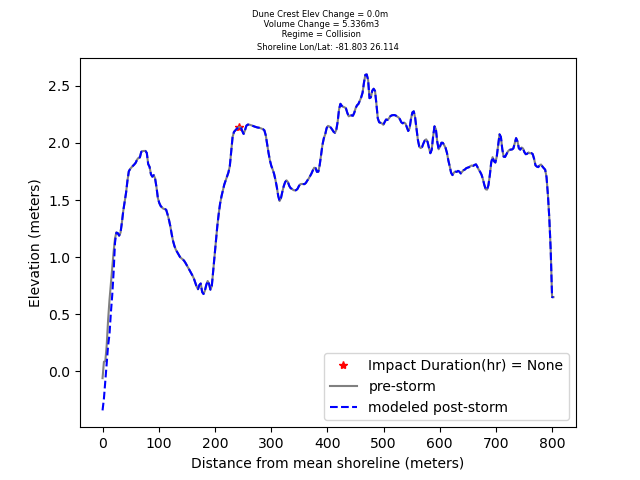 Dune Crest Elev Change = 0.0m
Volume Change = 5.336m3
Regime = Collision
Shoreline Lon/Lat: -81.803 26.114
2.5
2.0
1.5
1.0
0.5
0.0
Elevation (meters)
Impact Duration(hr) = None
pre-storm
modeled post-storm
0 100 200 300 400 500 600 700 800
Distance from mean shoreline (meters)